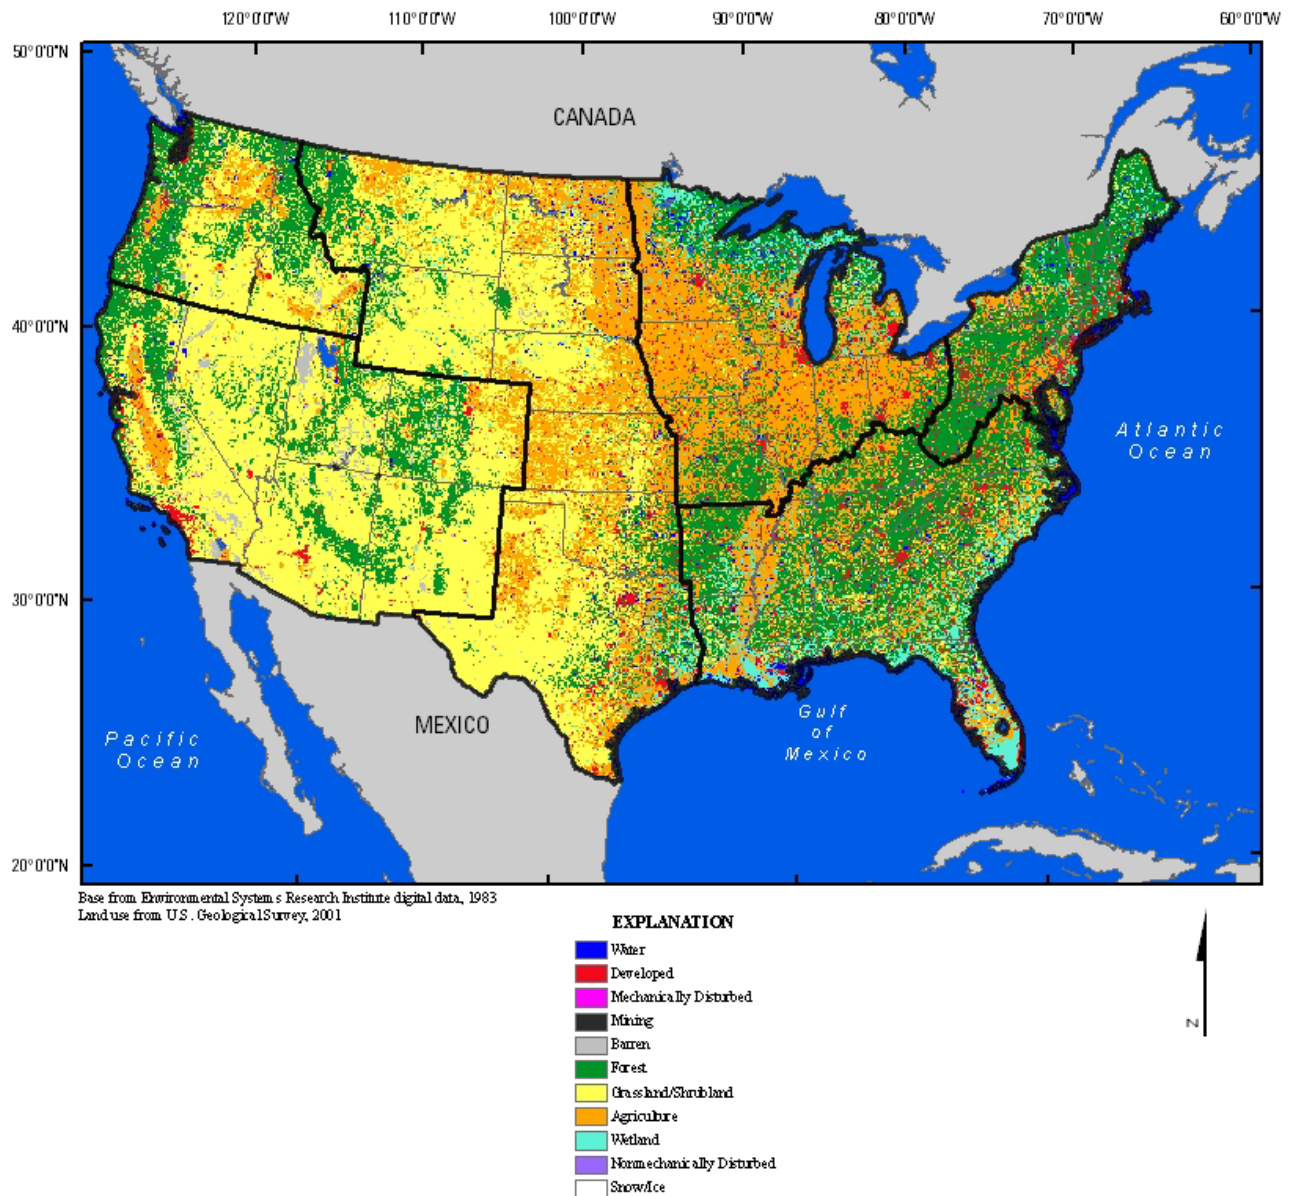 120°0'0"W 110°0'0"W 100°0'0"W 90°0'0"W 80°0'0"W 70°0'0"W 60°0'0"W
50°0'0"N
CANADA
40°0'0"N
Atlantic
Ocean
30°0'0"N
MEXICO
Gulf
of
Mexico
Pacific
Ocean
20°0'0"N
Base from Environmental Systems Research Institute digital data, 1983
Land use from U.S. Geological Survey, 2001
EXPLANATION
Water
Developed
Mechanically Disturbed
Mining
Barren
Forest
Grassland/Shrubland
Agriculture
Wetland
Nonmechanically Disturbed
Snow/Ice
N